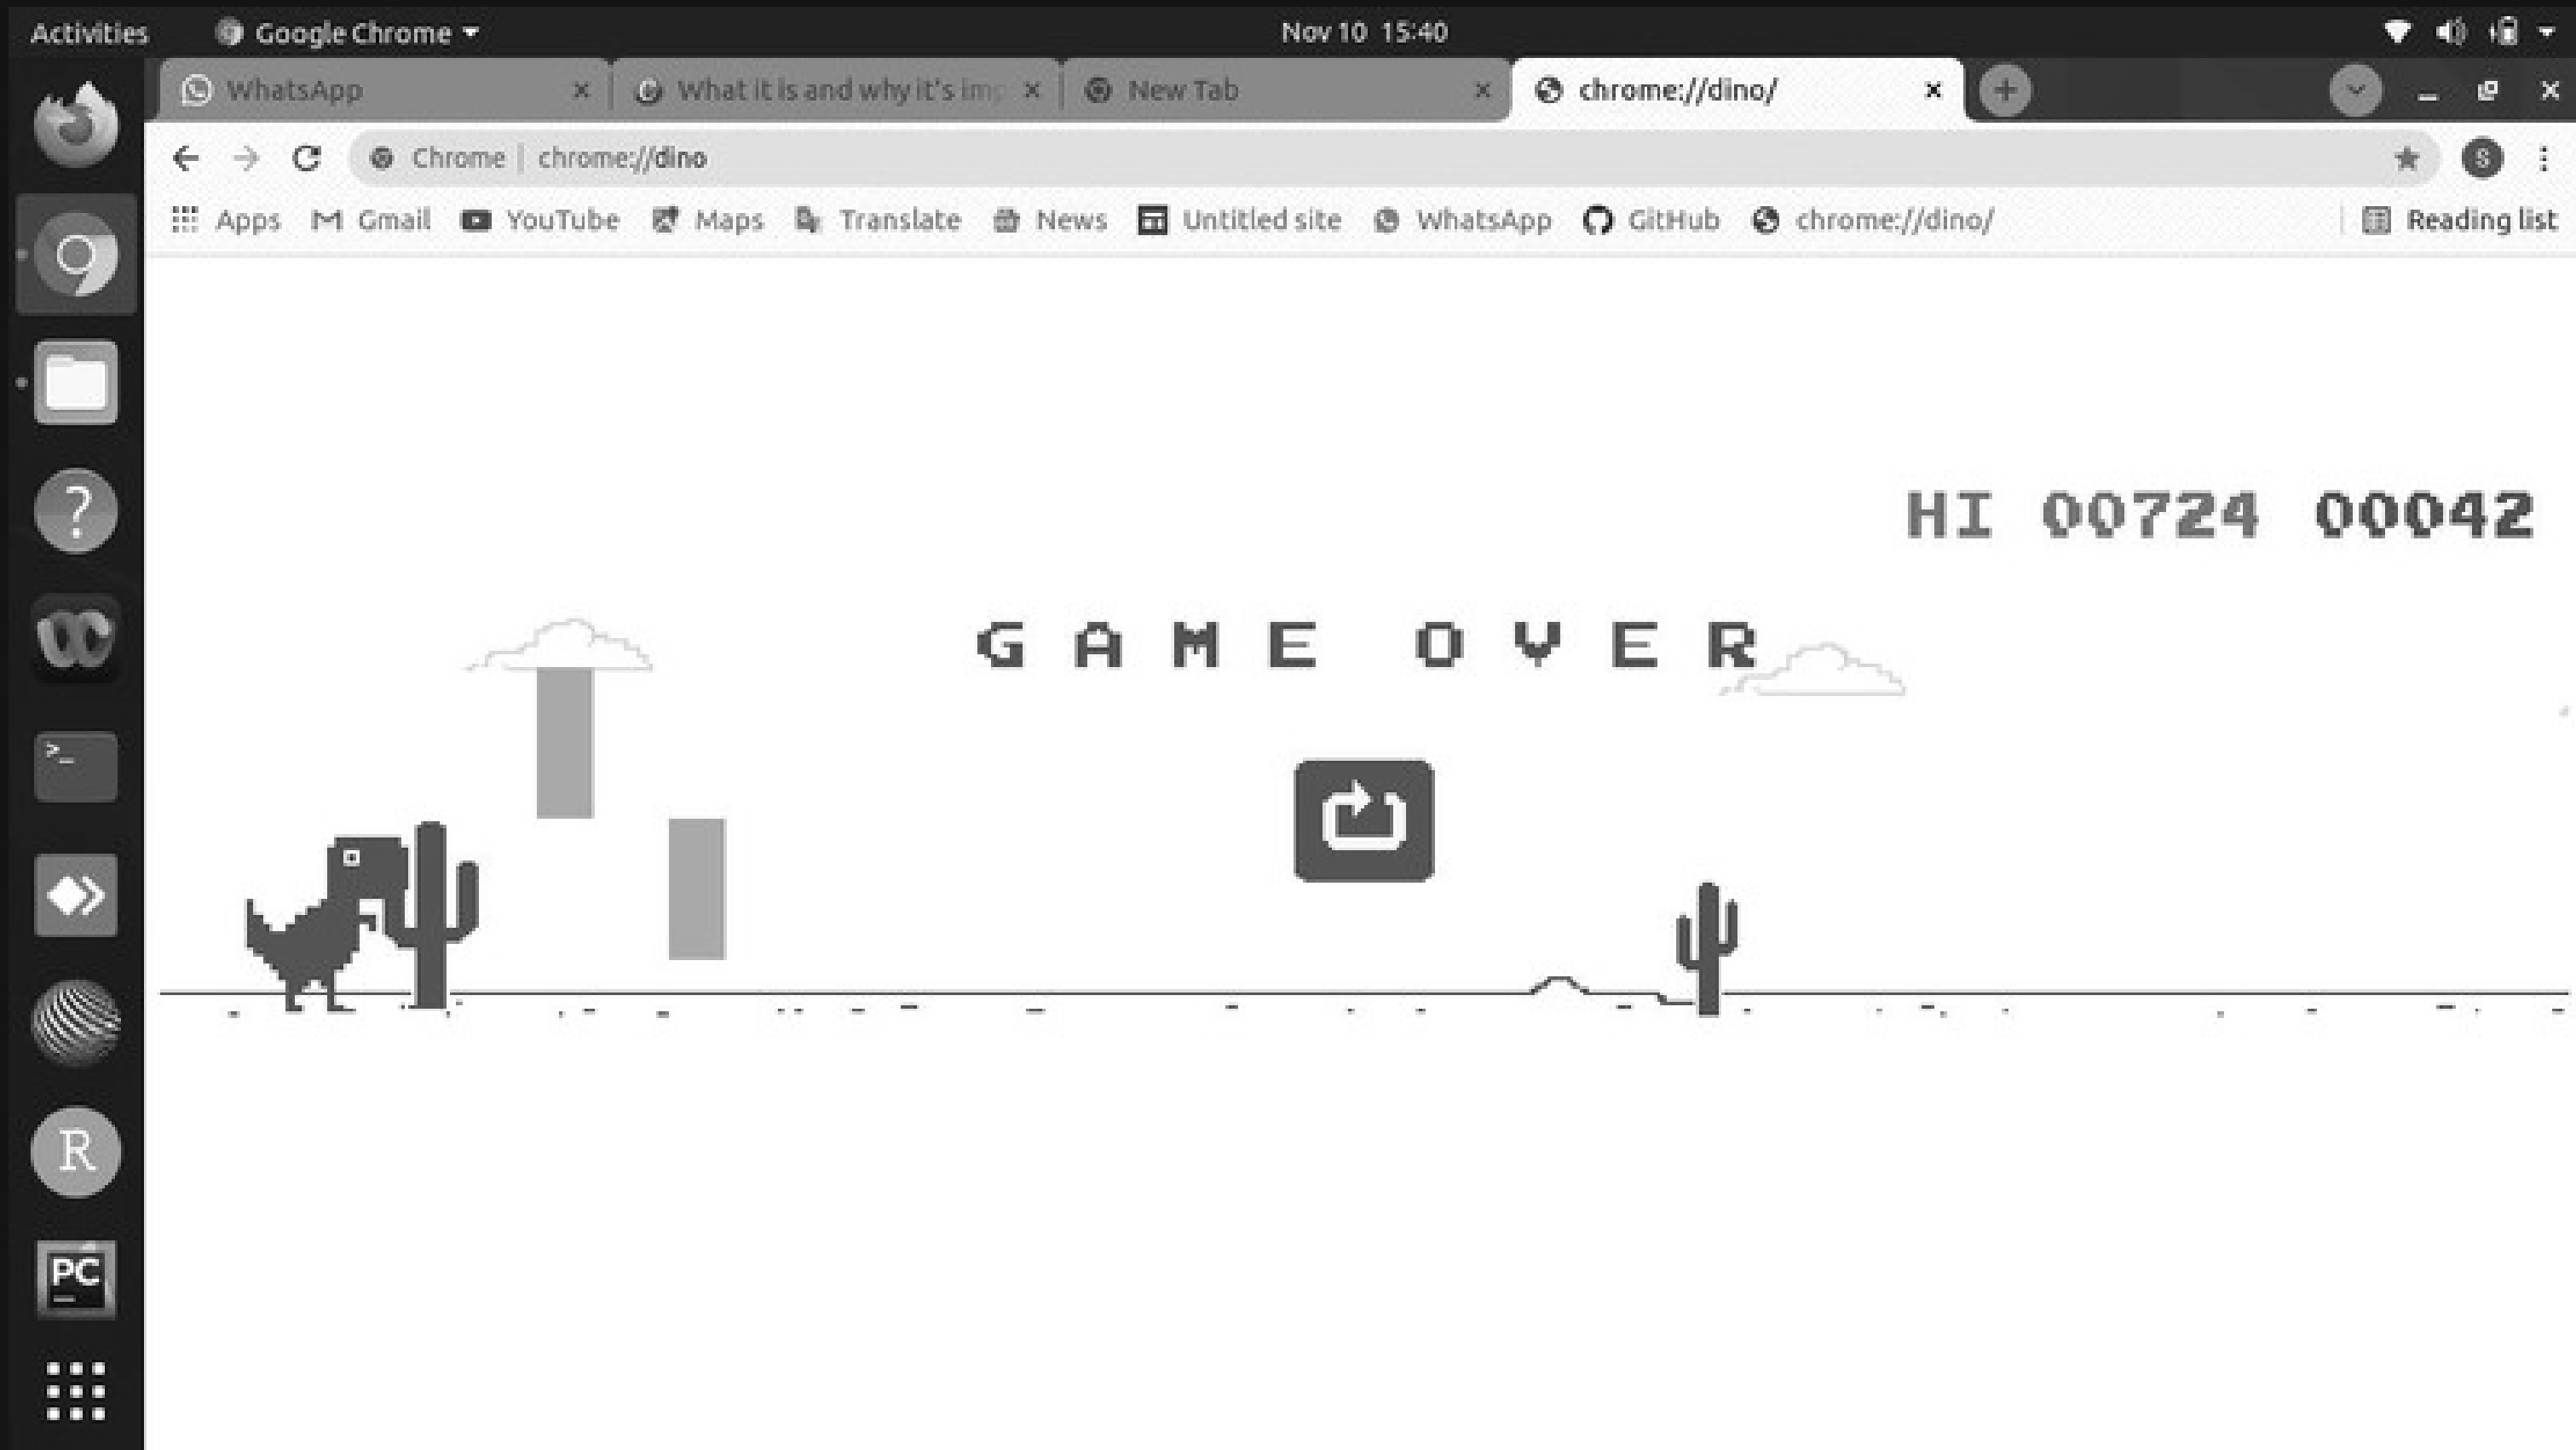 Activities Google Chrome Nov 10 15:40
WhatsApp What it is and why it's imp New Tab chrome://dino/
Chrome chrome://dino S
Apps Gmail YouTube Maps Translate News Untitled site WhatsApp GitHub chrome://dino/ Reading list
HI 00724 00042
GAME OVER
?
>_
R
PC